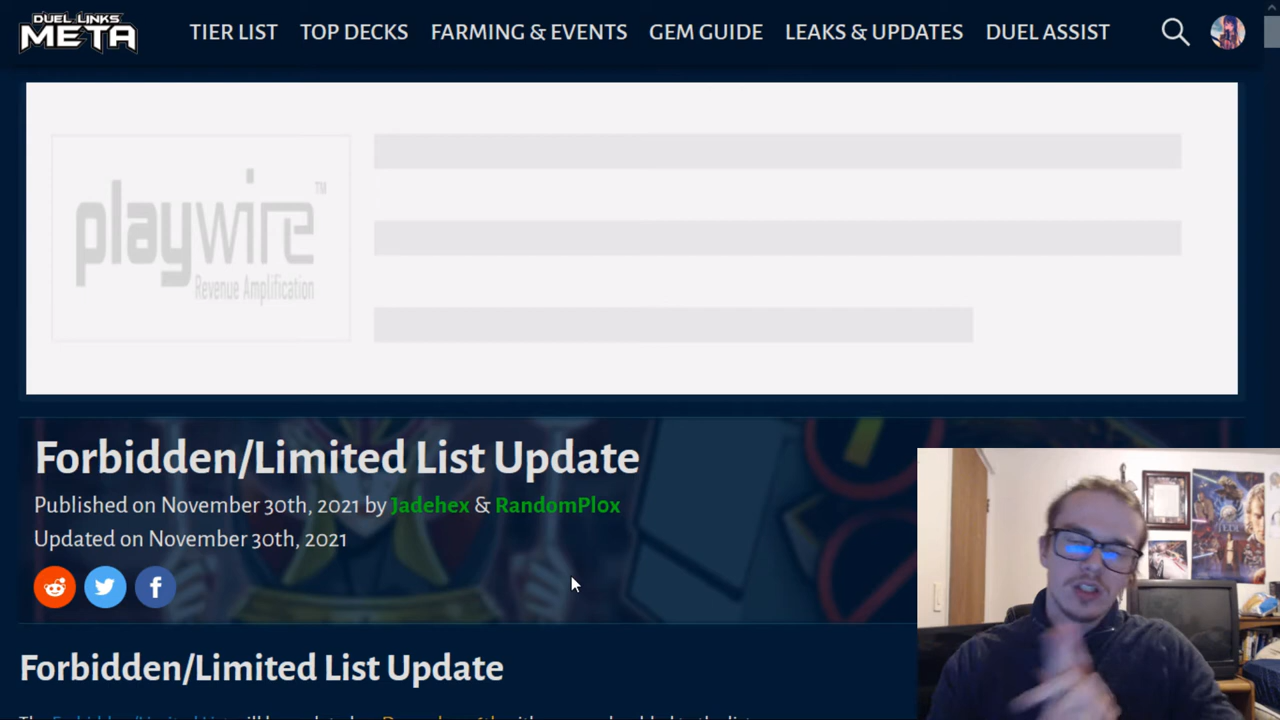 DUEL LINKS
META
TIER LIST TOP DECKS FARMING & EVENTS GEM GUIDE LEAKS & UPDATES DUEL ASSIST
playwire™
Revenue Amplification
Forbidden/Limited List Update
Published on November 30th, 2021 by Jadehex & RandomPlox
Updated on November 30th, 2021
Forbidden/Limited List Update